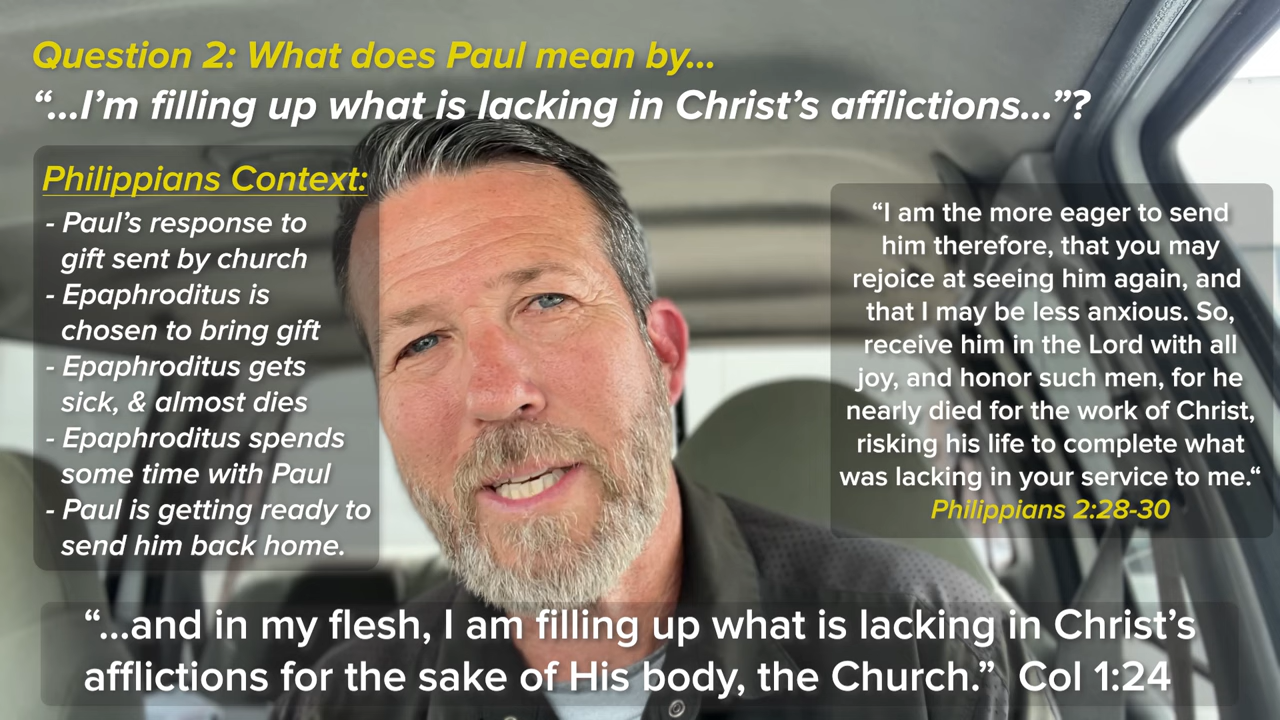 Question 2: What does Paul mean by...
“...I’m filling up what is lacking in Christ’s afflictions...”?
Philippians Context:
- Paul’s response to
gift sent by church
- Epaphroditus is
chosen to bring gift
- Epaphroditus gets
sick, & almost dies
- Epaphroditus spends
some time with Paul
- Paul is getting ready to
send him back home.
“I am the more eager to send
him therefore, that you may
rejoice at seeing him again, and
that I may be less anxious. So,
receive him in the Lord with all
joy, and honor such men, for he
nearly died for the work of Christ,
risking his life to complete what
was lacking in your service to me.“
Philippians 2:28-30
“...and in my flesh, I am filling up what is lacking in Christ’s
afflictions for the sake of His body, the Church.” Col 1:24